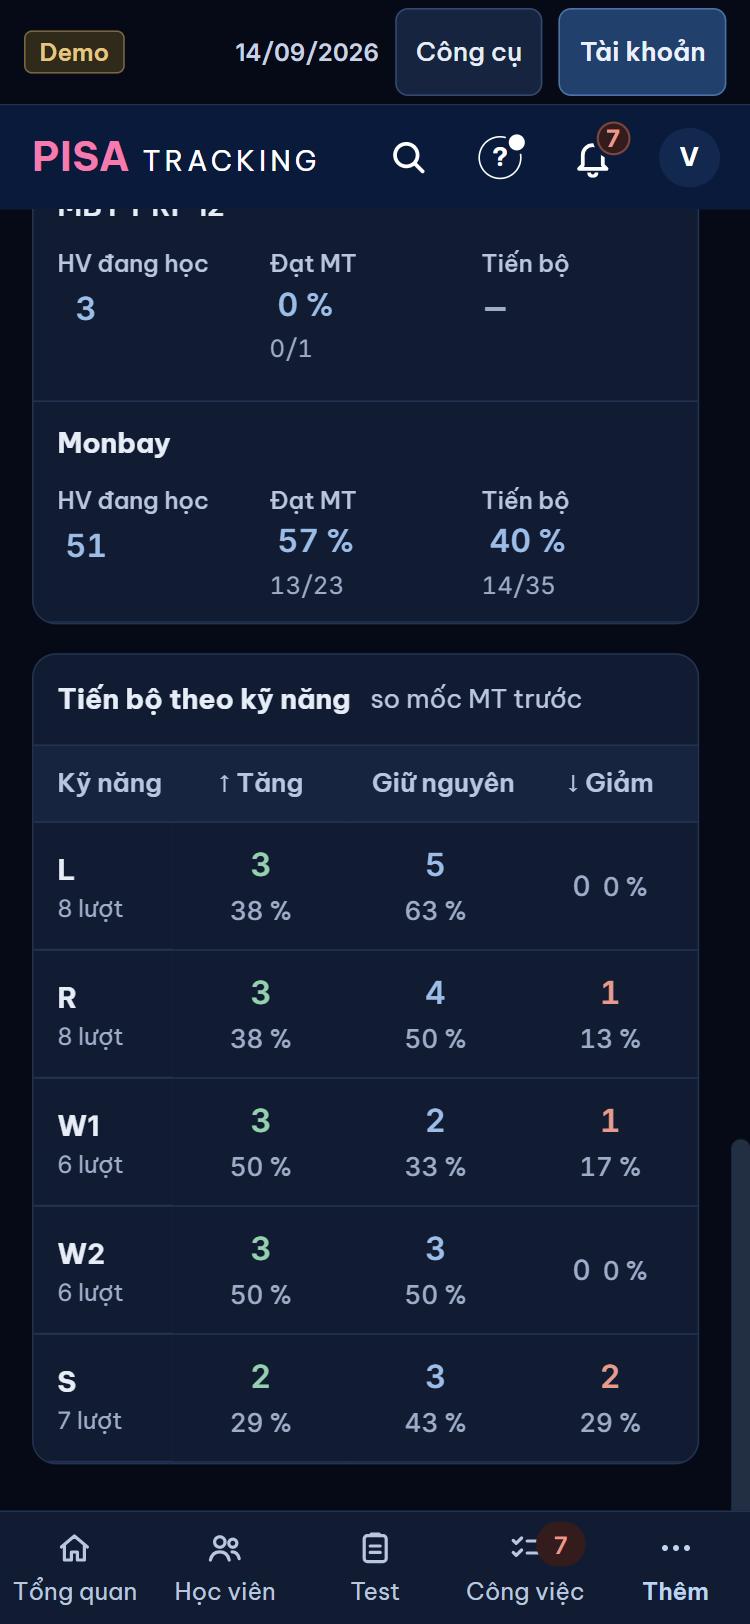 Demo 14/09/2026 Công cụ Tài khoản
PISA TRACKING ? 7 V
HV đang học Đạt MT Tiến bộ
3 0 % –
0/1
Monbay
HV đang học Đạt MT Tiến bộ
51 57 % 40 %
13/23 14/35
Tiến bộ theo kỹ năng so mốc MT trước
Kỹ năng ↑ Tăng Giữ nguyên ↓ Giảm
L 3 5 0 0 %
8 lượt 38 % 63 %
R 3 4 1
8 lượt 38 % 50 % 13 %
W1 3 2 1
6 lượt 50 % 33 % 17 %
W2 3 3 0 0 %
6 lượt 50 % 50 %
S 2 3 2
7 lượt 29 % 43 % 29 %
7
Tổng quan Học viên Test Công việc Thêm